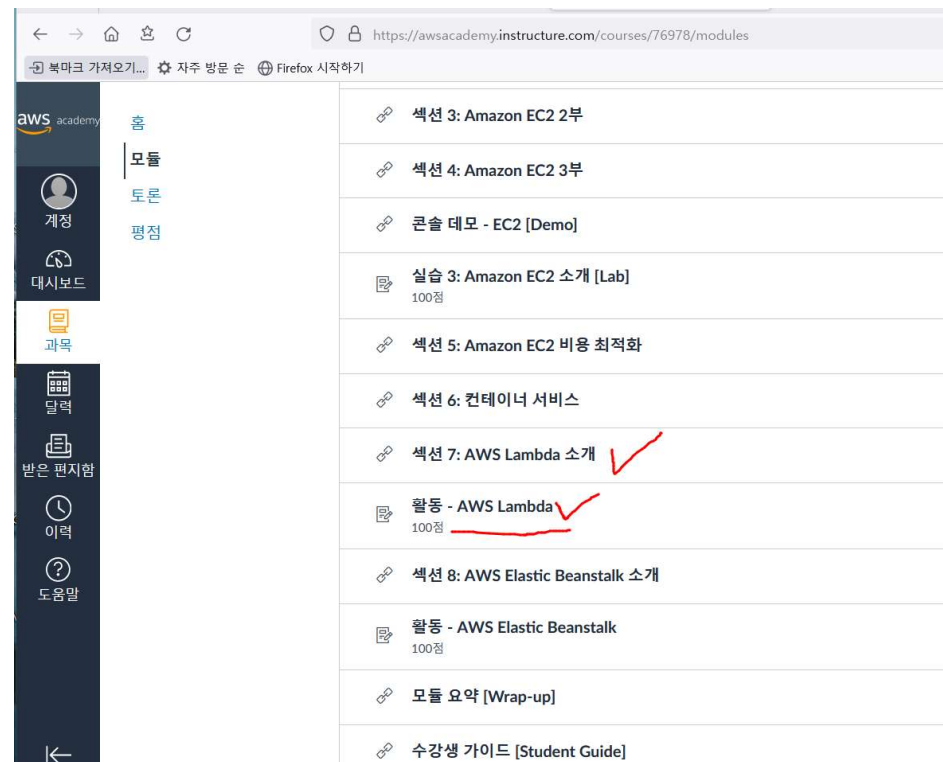 https://awsacademy.instructure.com/courses/76978/modules
북마크 가져오기... 자주 방문 순 Firefox 시작하기
aws academy
계정
대시보드
과목
달력
받은 편지함
이력
도움말
홈
모듈
토론
평점
섹션 3: Amazon EC2 2부
섹션 4: Amazon EC2 3부
콘솔 데모 - EC2 [Demo]
실습 3: Amazon EC2 소개 [Lab]
100점
섹션 5: Amazon EC2 비용 최적화
섹션 6: 컨테이너 서비스
섹션 7: AWS Lambda 소개
활동 - AWS Lambda
100점
섹션 8: AWS Elastic Beanstalk 소개
활동 - AWS Elastic Beanstalk
100점
모듈 요약 [Wrap-up]
수강생 가이드 [Student Guide]